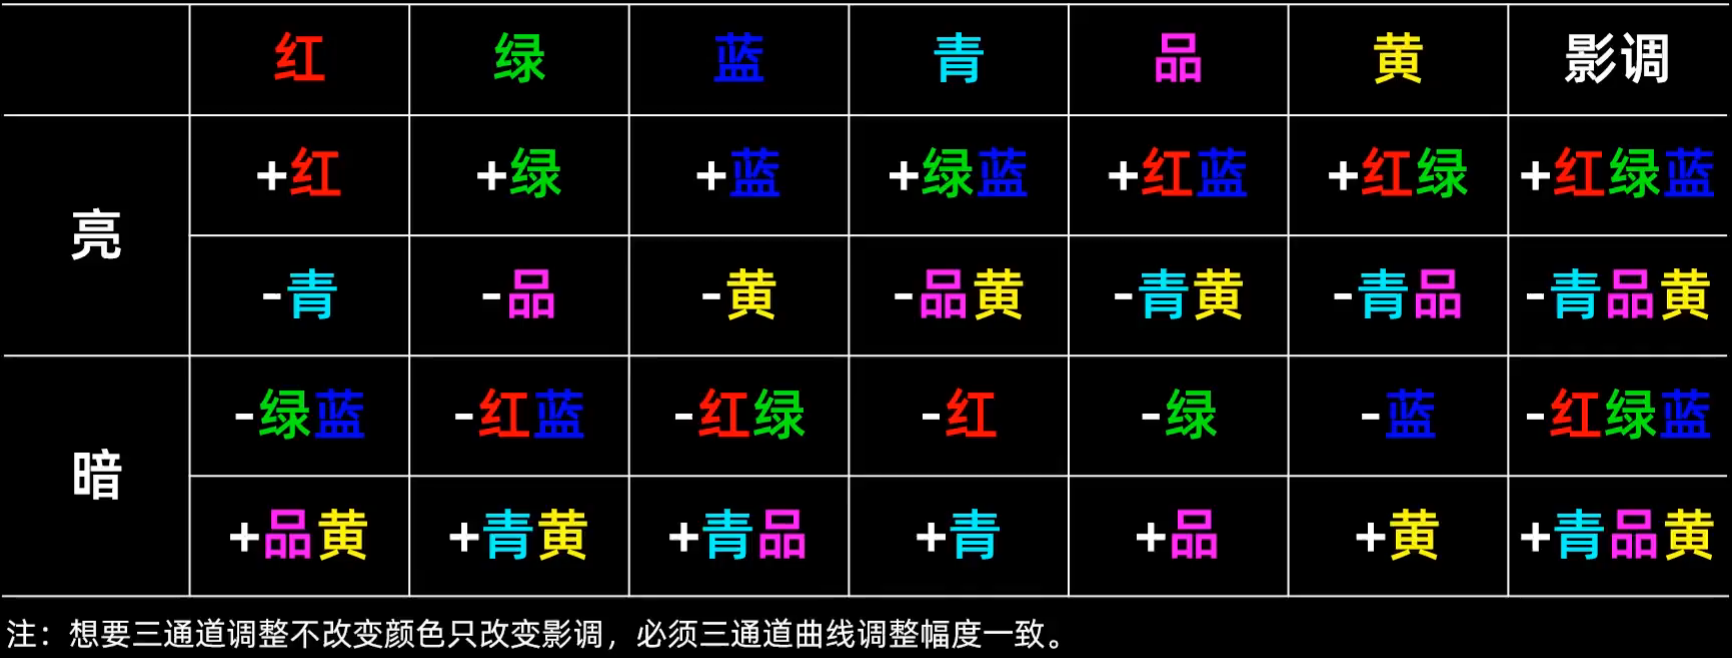 红 绿 蓝 青 品 黄 影调
亮
+红 +绿 +蓝 +绿蓝 +红蓝 +红绿 +红绿蓝
-青 -品 -黄 -品黄 -青黄 -青品 -青品黄
暗
-绿蓝 -红蓝 -红绿 -红 -绿 -蓝 -红绿蓝
+品黄 +青黄 +青品 +青 +品 +黄 +青品黄
注：想要三通道调整不改变颜色只改变影调，必须三通道曲线调整幅度一致。